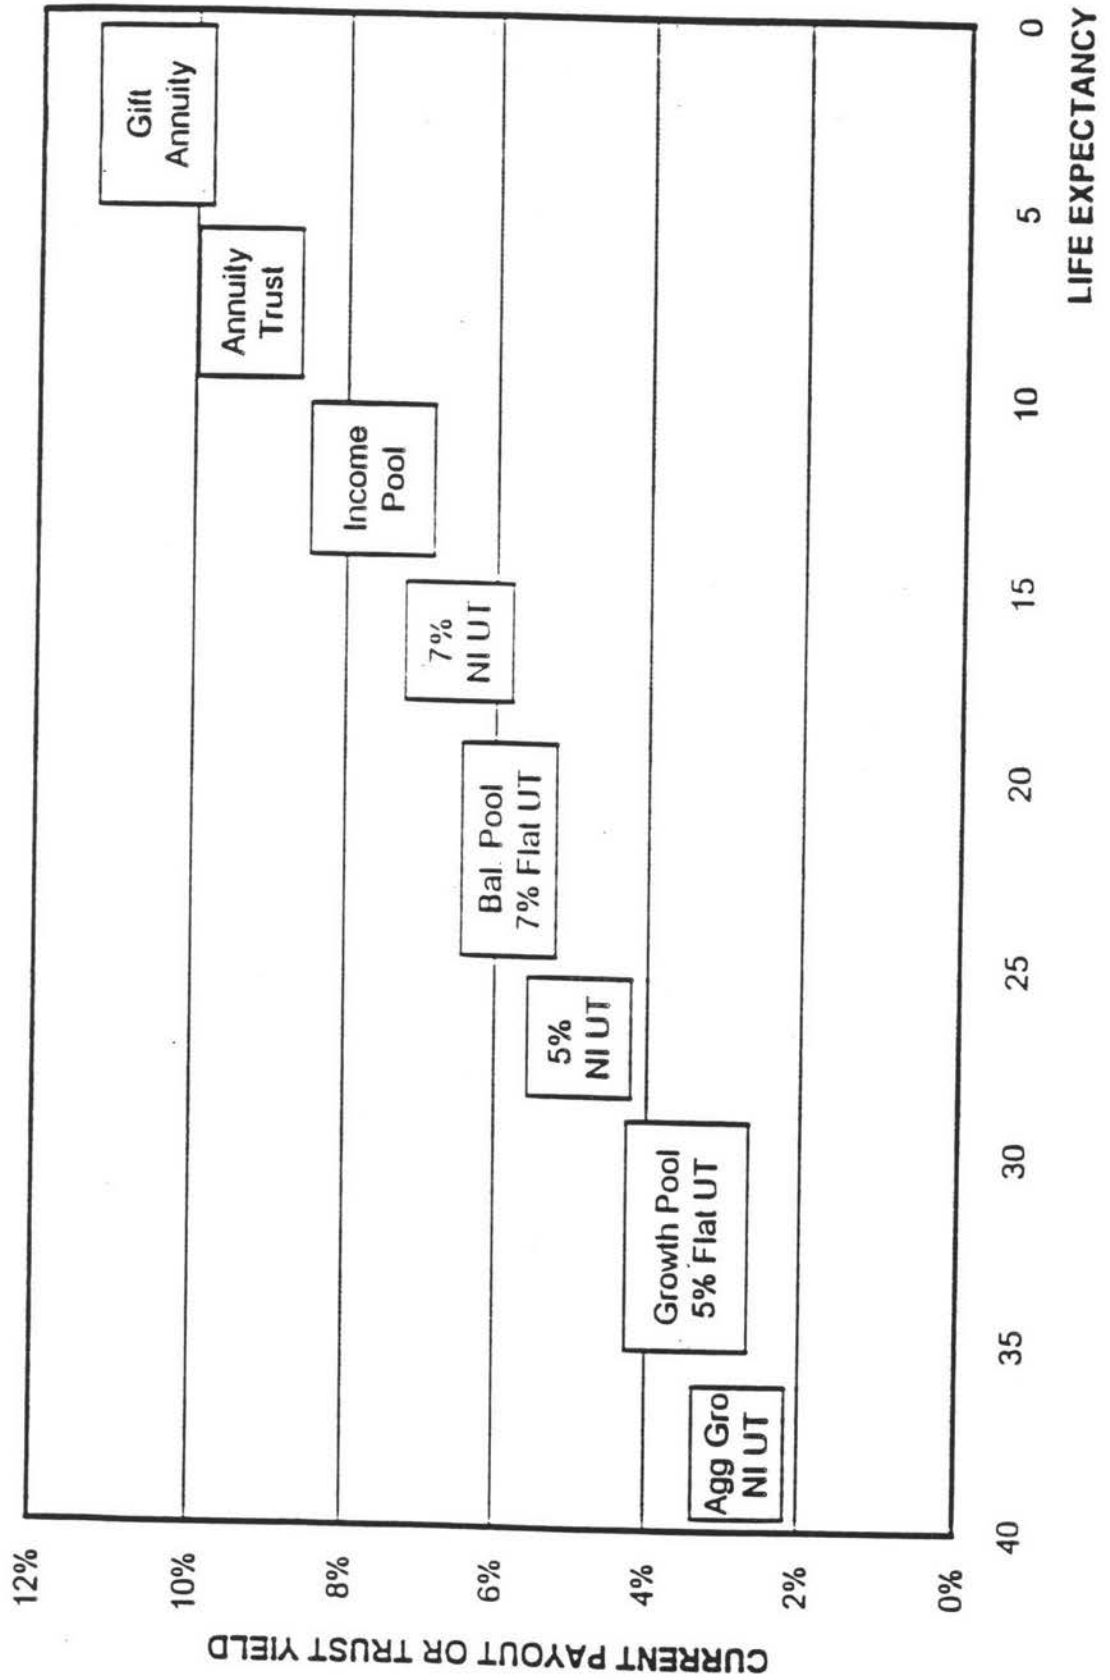 12%
10%
8%
6%
4%
2%
0%
CURRENT PAYOUT OR TRUST YIELD
Gift
Annuity
Annuity
Trust
Income
Pool
7%
NI UT
Bal. Pool
7% Flat UT
5%
NI UT
Growth Pool
5% Flat UT
Agg Gro
NI UT
40
35
30
25
20
15
10
5
0
LIFE EXPECTANCY